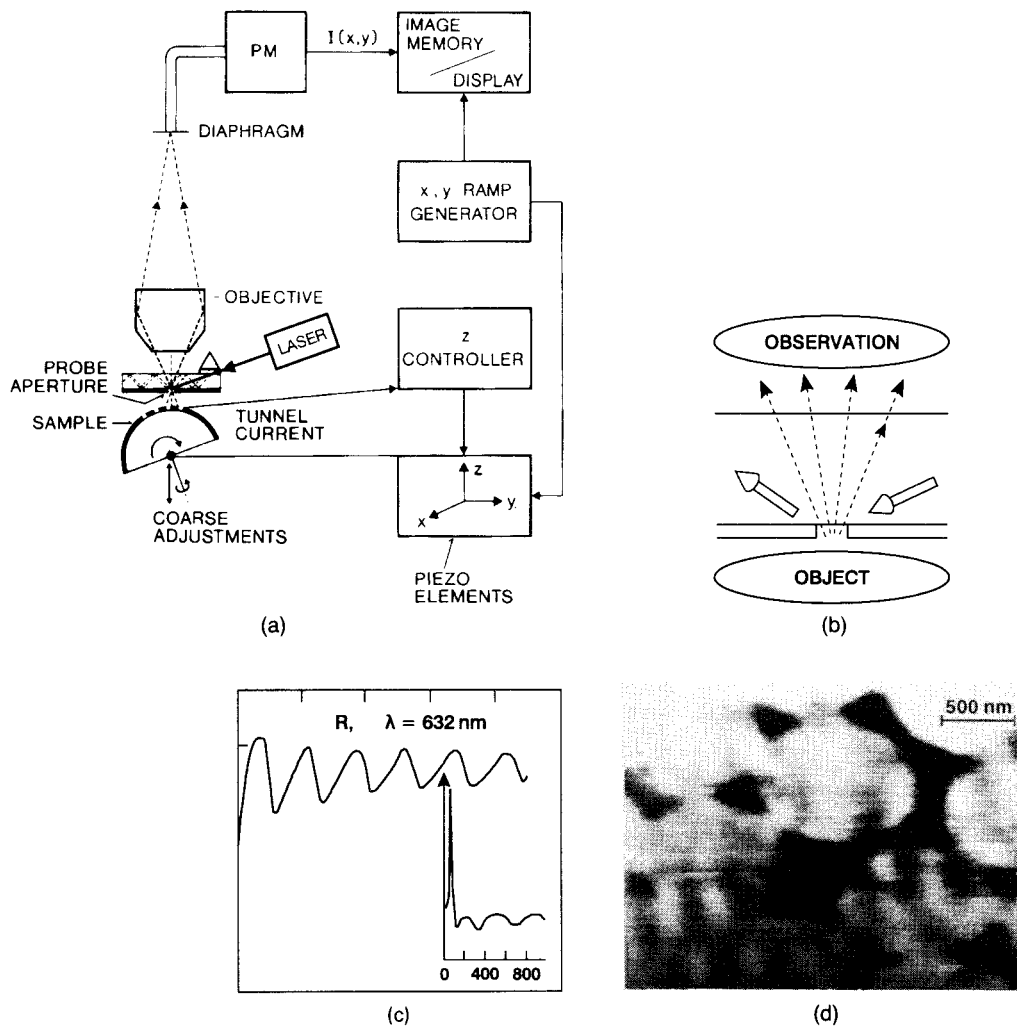 PM
I(x,y)
IMAGE
MEMORY
DISPLAY
DIAPHRAGM
x, y RAMP
GENERATOR
OBJECTIVE
LASER
z
CONTROLLER
PROBE
APERTURE
SAMPLE
TUNNEL
CURRENT
z
y
x
COARSE
ADJUSTMENTS
PIEZO
ELEMENTS
(a)
OBSERVATION
OBJECT
(b)
R, λ = 632 nm
0 400 800
(c)
500 nm
(d)